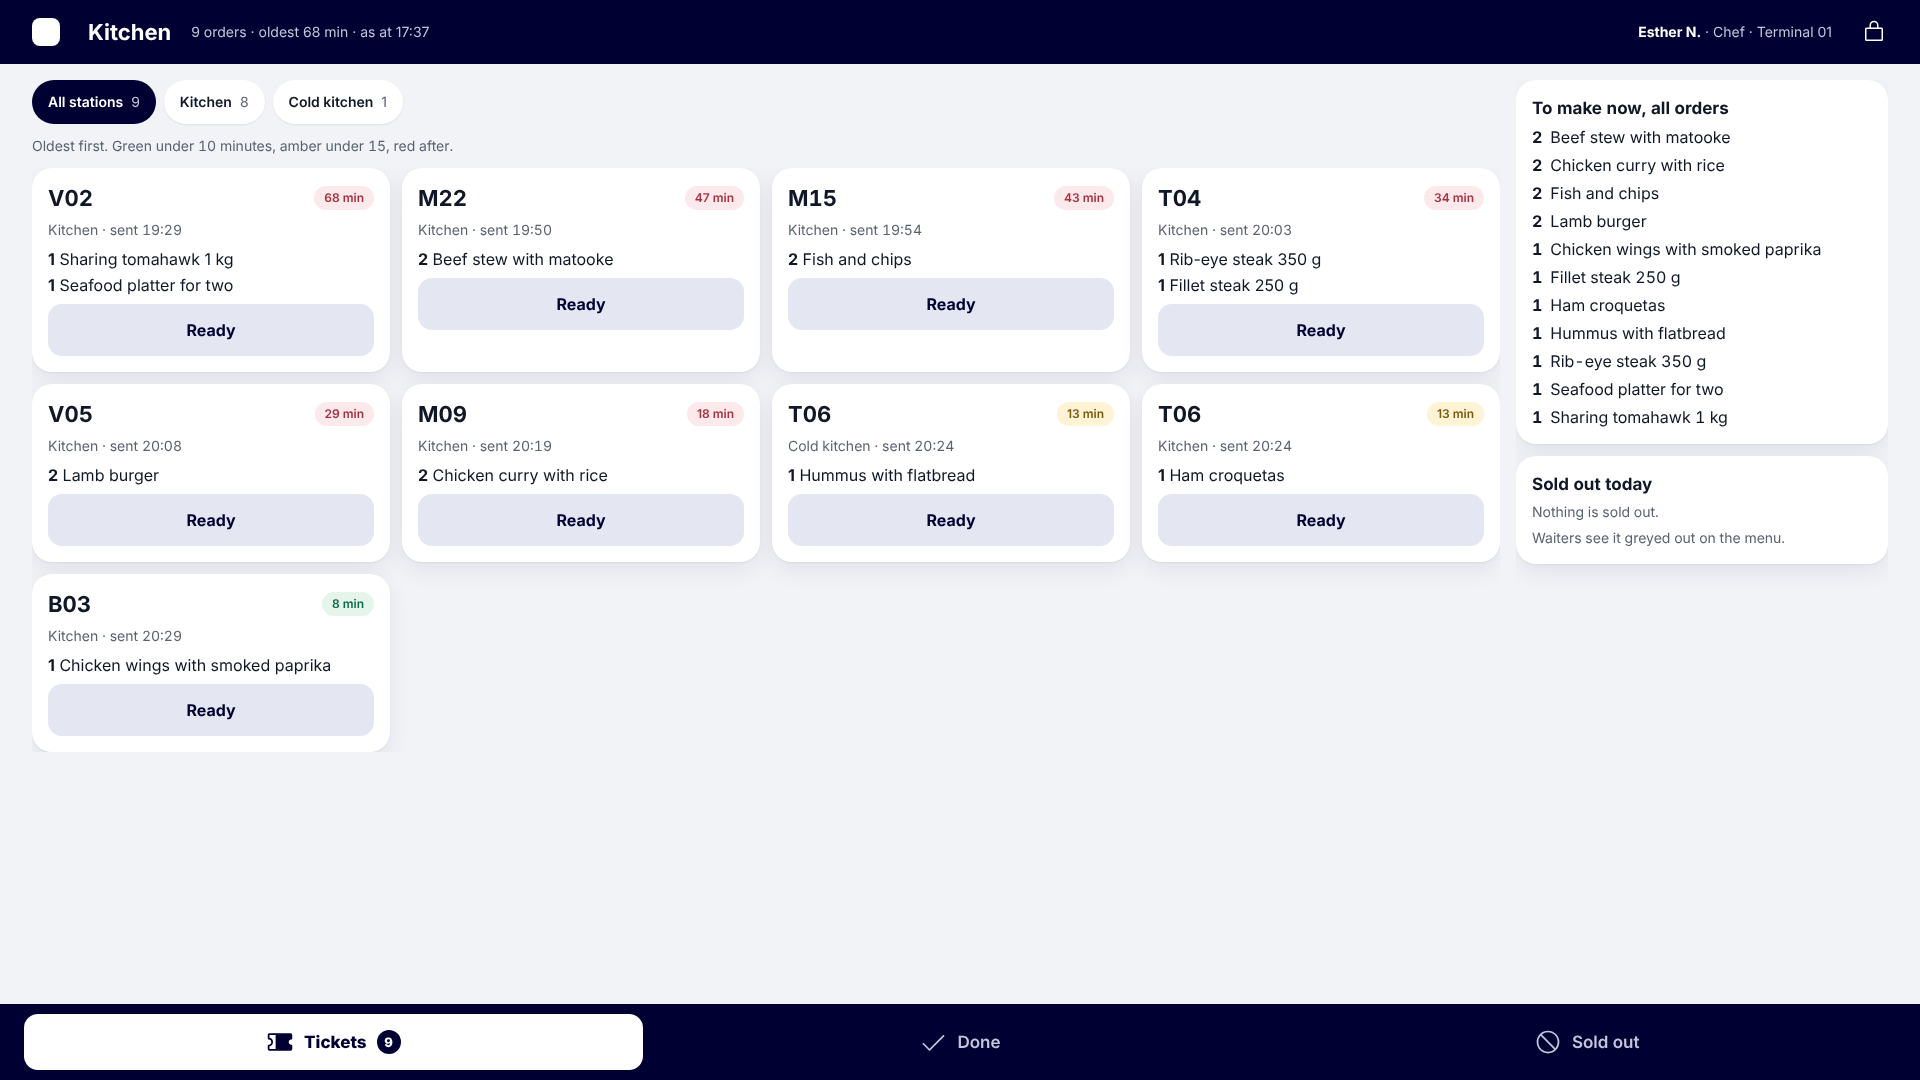 Kitchen
9 orders · oldest 68 min · as at 17:37
Esther N. · Chef · Terminal 01
All stations 9
Kitchen 8
Cold kitchen 1
Oldest first. Green under 10 minutes, amber under 15, red after.
V02
68 min
Kitchen · sent 19:29
1 Sharing tomahawk 1 kg
1 Seafood platter for two
Ready
M22
47 min
Kitchen · sent 19:50
2 Beef stew with matooke
Ready
M15
43 min
Kitchen · sent 19:54
2 Fish and chips
Ready
T04
34 min
Kitchen · sent 20:03
1 Rib-eye steak 350 g
1 Fillet steak 250 g
Ready
V05
29 min
Kitchen · sent 20:08
2 Lamb burger
Ready
M09
18 min
Kitchen · sent 20:19
2 Chicken curry with rice
Ready
T06
13 min
Cold kitchen · sent 20:24
1 Hummus with flatbread
Ready
T06
13 min
Kitchen · sent 20:24
1 Ham croquetas
Ready
B03
8 min
Kitchen · sent 20:29
1 Chicken wings with smoked paprika
Ready
To make now, all orders
2 Beef stew with matooke
2 Chicken curry with rice
2 Fish and chips
2 Lamb burger
1 Chicken wings with smoked paprika
1 Fillet steak 250 g
1 Ham croquetas
1 Hummus with flatbread
1 Rib-eye steak 350 g
1 Seafood platter for two
1 Sharing tomahawk 1 kg
Sold out today
Nothing is sold out.
Waiters see it greyed out on the menu.
Tickets 9
Done
Sold out